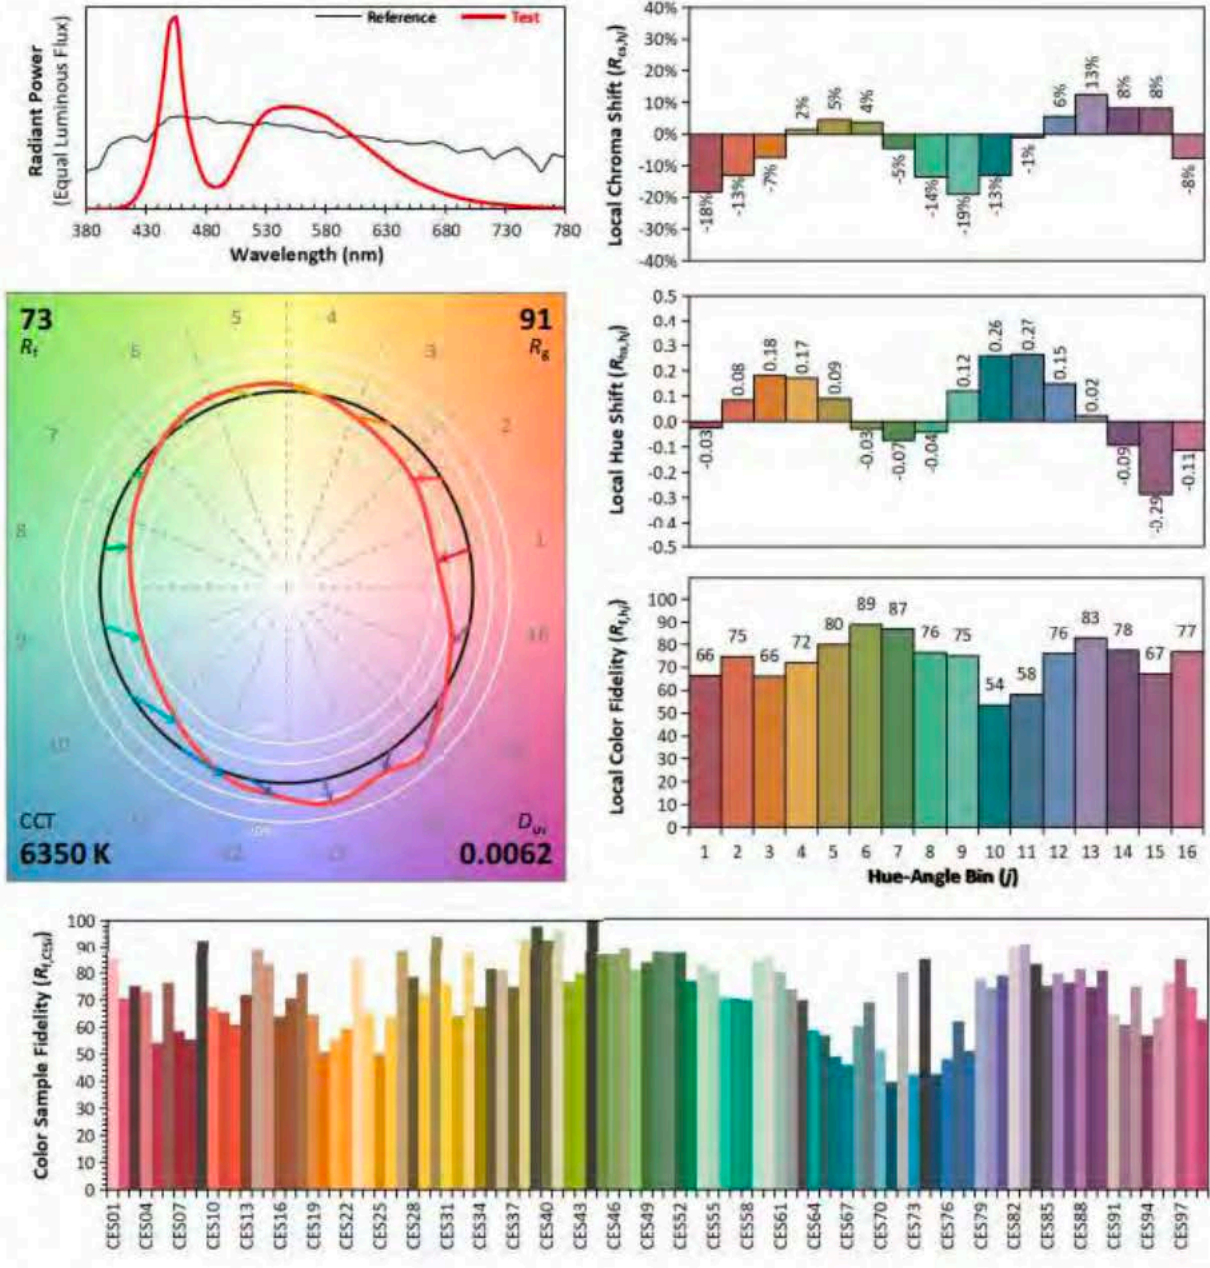 Reference
Test
Radiant Power
(Equal Luminous Flux)
380 430 480 530 580 630 680 730 780
Wavelength (nm)
40%
30%
20%
10%
0%
-10%
-20%
-30%
-40%
Local Chroma Shift (Rcs,hj)
-18% -13% -7% 2% 5% 4% -5% -14% -19% -13% -1% 6% 13% 8% 8% -8%
73
Rf
91
Rg
5 4
6 3
7 2
8 1
9 16
10
CCT
6350 K
Duv
0.0062
0.5
0.4
0.3
0.2
0.1
0.0
-0.1
-0.2
-0.3
-0.4
-0.5
Local Hue Shift (Rhs,hj)
-0.03 0.08 0.18 0.17 0.09 -0.03 -0.07 -0.04 0.12 0.26 0.27 0.15 0.02 -0.09 -0.29 -0.11
100
90
80
70
60
50
40
30
20
10
0
Local Color Fidelity (Rf,hj)
66 75 66 72 80 89 87 76 75 54 58 76 83 78 67 77
1 2 3 4 5 6 7 8 9 10 11 12 13 14 15 16
Hue-Angle Bin (j)
100
90
80
70
60
50
40
30
20
10
0
Color Sample Fidelity (Rf,CESi)
CES01 CES04 CES07 CES10 CES13 CES16 CES19 CES22 CES25 CES28 CES31 CES34 CES37 CES40 CES43 CES46 CES49 CES52 CES55 CES58 CES61 CES64 CES67 CES70 CES73 CES76 CES79 CES82 CES85 CES88 CES91 CES94 CES97